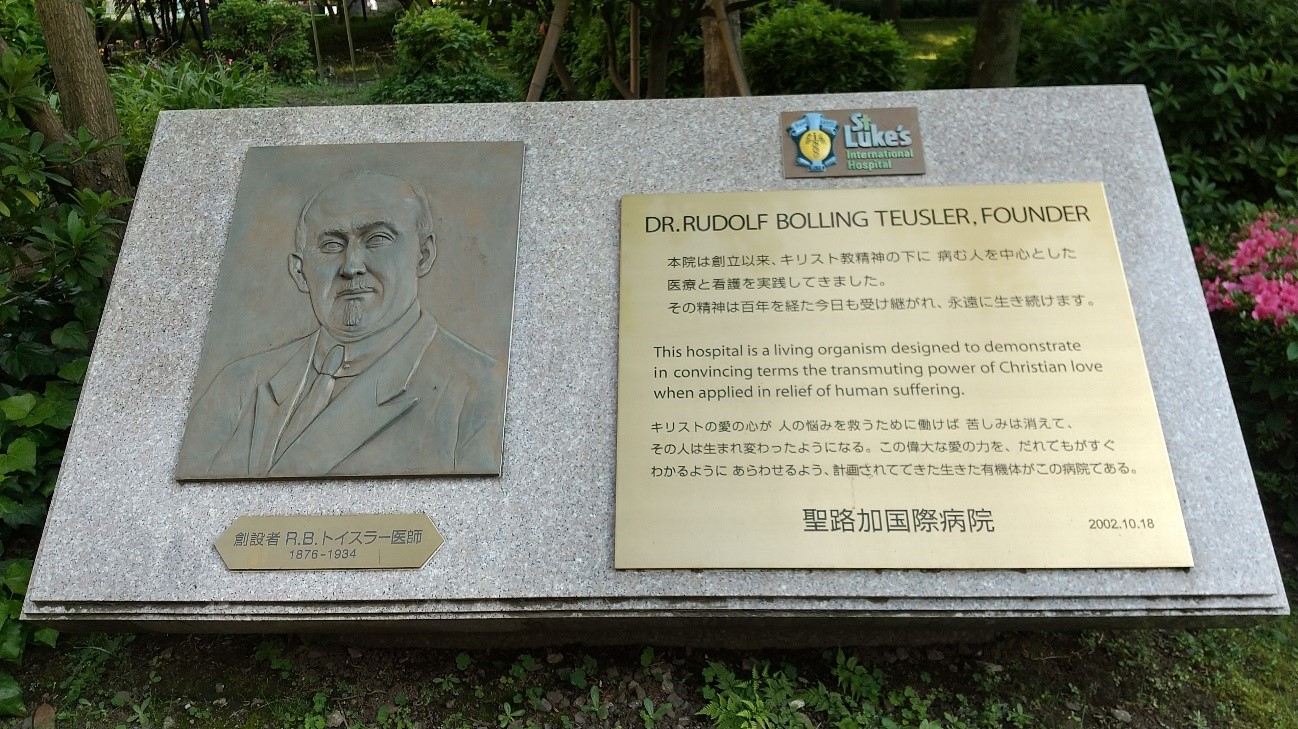 St
Luke's
International
Hospital
DR. RUDOLF BOLLING TEUSLER, FOUNDER
本院は創立以来、キリスト教精神の下に 病む人を中心とした
医療と看護を実践してきました。
その精神は百年を経た今日も受け継がれ、永遠に生き続けます。
This hospital is a living organism designed to demonstrate
in convincing terms the transmuting power of Christian love
when applied in relief of human suffering.
キリストの愛の心が 人の悩みを救うために働けば 苦しみは消えて、
その人は生まれ変わったようになる。この偉大な愛の力を、だれでもがすぐ
わかるように あらわせるよう、計画されてできた生きた有機体がこの病院である。
聖路加国際病院
2002.10.18
創設者 R.B.トイスラー医師
1876-1934